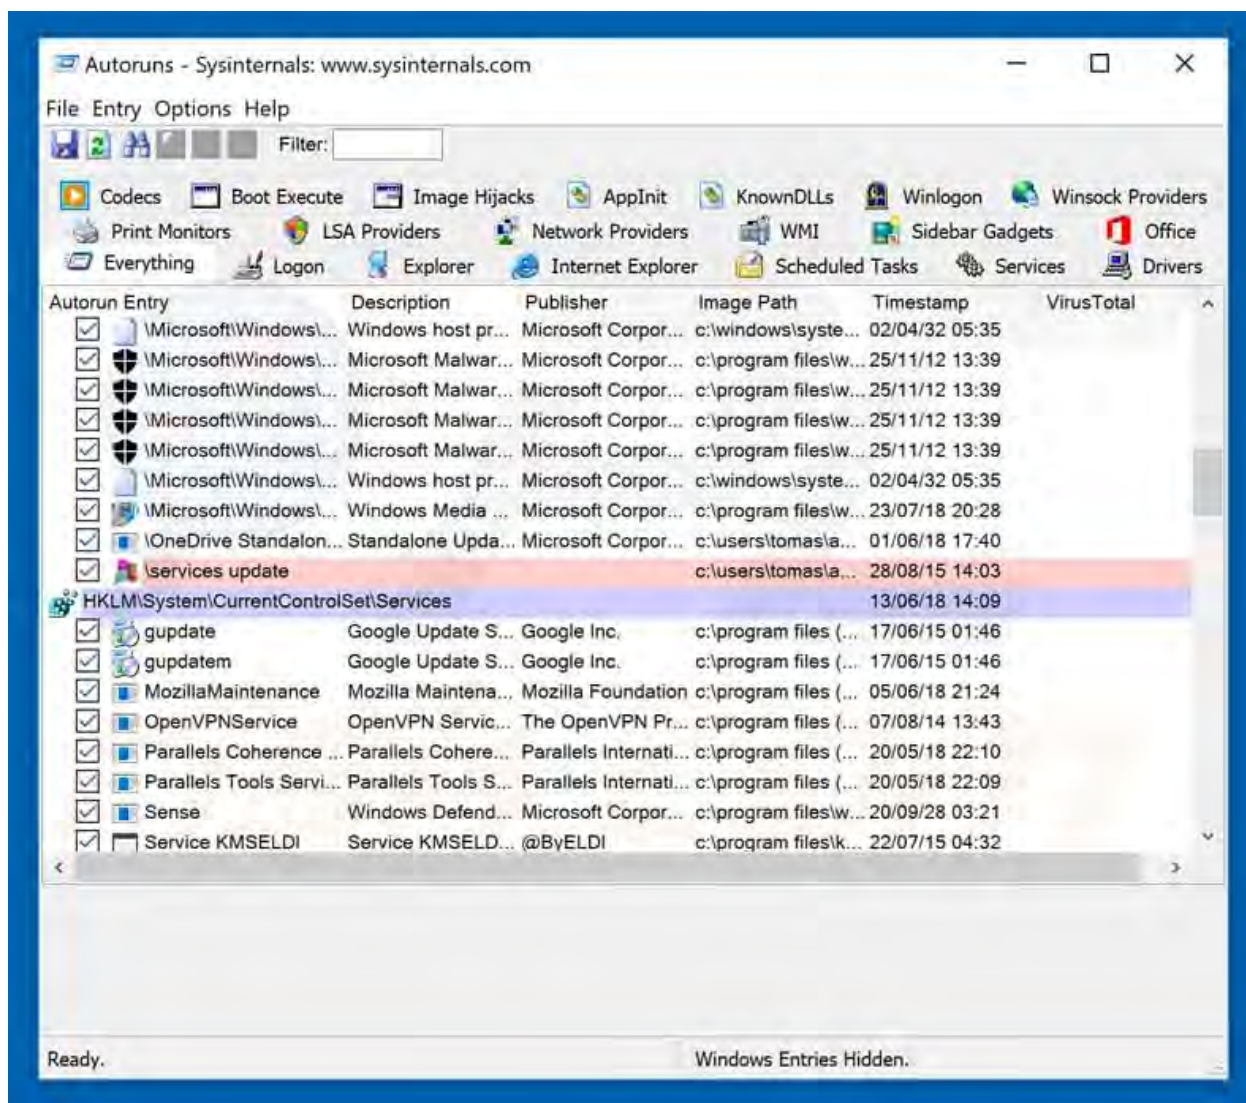 Autoruns - Sysinternals: www.sysinternals.com
File Entry Options Help
Filter:
Codecs Boot Execute Image Hijacks AppInit KnownDLLs Winlogon Winsock Providers
Print Monitors LSA Providers Network Providers WMI Sidebar Gadgets Office
Everything Logon Explorer Internet Explorer Scheduled Tasks Services Drivers
Autorun Entry Description Publisher Image Path Timestamp VirusTotal
\Microsoft\Windows\... Windows host pr... Microsoft Corpor... c:\windows\syste... 02/04/32 05:35
\Microsoft\Windows\... Microsoft Malwar... Microsoft Corpor... c:\program files\w... 25/11/12 13:39
\Microsoft\Windows\... Microsoft Malwar... Microsoft Corpor... c:\program files\w... 25/11/12 13:39
\Microsoft\Windows\... Microsoft Malwar... Microsoft Corpor... c:\program files\w... 25/11/12 13:39
\Microsoft\Windows\... Microsoft Malwar... Microsoft Corpor... c:\program files\w... 25/11/12 13:39
\Microsoft\Windows\... Windows host pr... Microsoft Corpor... c:\windows\syste... 02/04/32 05:35
\Microsoft\Windows\... Windows Media ... Microsoft Corpor... c:\program files\w... 23/07/18 20:28
\OneDrive Standalon... Standalone Upda... Microsoft Corpor... c:\users\tomas\a... 01/06/18 17:40
\services update c:\users\tomas\a... 28/08/15 14:03
HKLM\System\CurrentControlSet\Services 13/06/18 14:09
gupdate Google Update S... Google Inc. c:\program files (... 17/06/15 01:46
gupdatem Google Update S... Google Inc. c:\program files (... 17/06/15 01:46
MozillaMaintenance Mozilla Maintena... Mozilla Foundation c:\program files (... 05/06/18 21:24
OpenVPNService OpenVPN Servic... The OpenVPN Pr... c:\program files (... 07/08/14 13:43
Parallels Coherence ... Parallels Cohere... Parallels Internati... c:\program files (... 20/05/18 22:10
Parallels Tools Servi... Parallels Tools S... Parallels Internati... c:\program files (... 20/05/18 22:09
Sense Windows Defend... Microsoft Corpor... c:\program files\w... 20/09/28 03:21
Service KMSELDI Service KMSELD... @ByELDI c:\program files\k... 22/07/15 04:32
Ready. Windows Entries Hidden.